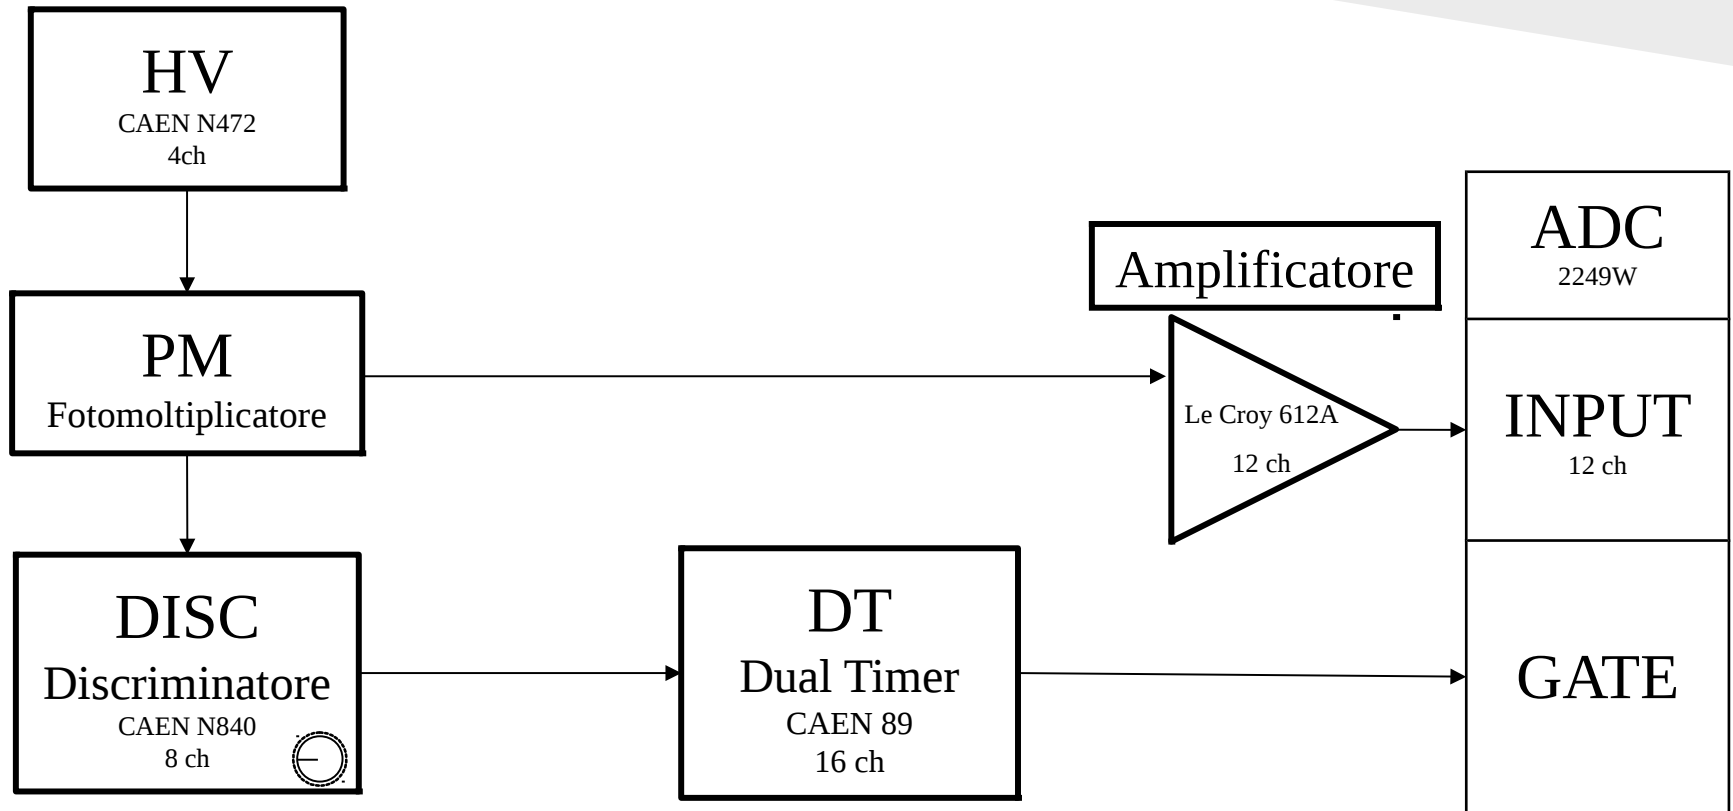 HV
CAEN N472
4ch
PM
Fotomoltiplicatore
Amplificatore
Le Croy 612A
12 ch
ADC
2249W
INPUT
12 ch
DISC
Discriminatore
CAEN N840
8 ch
DT
Dual Timer
CAEN 89
16 ch
GATE